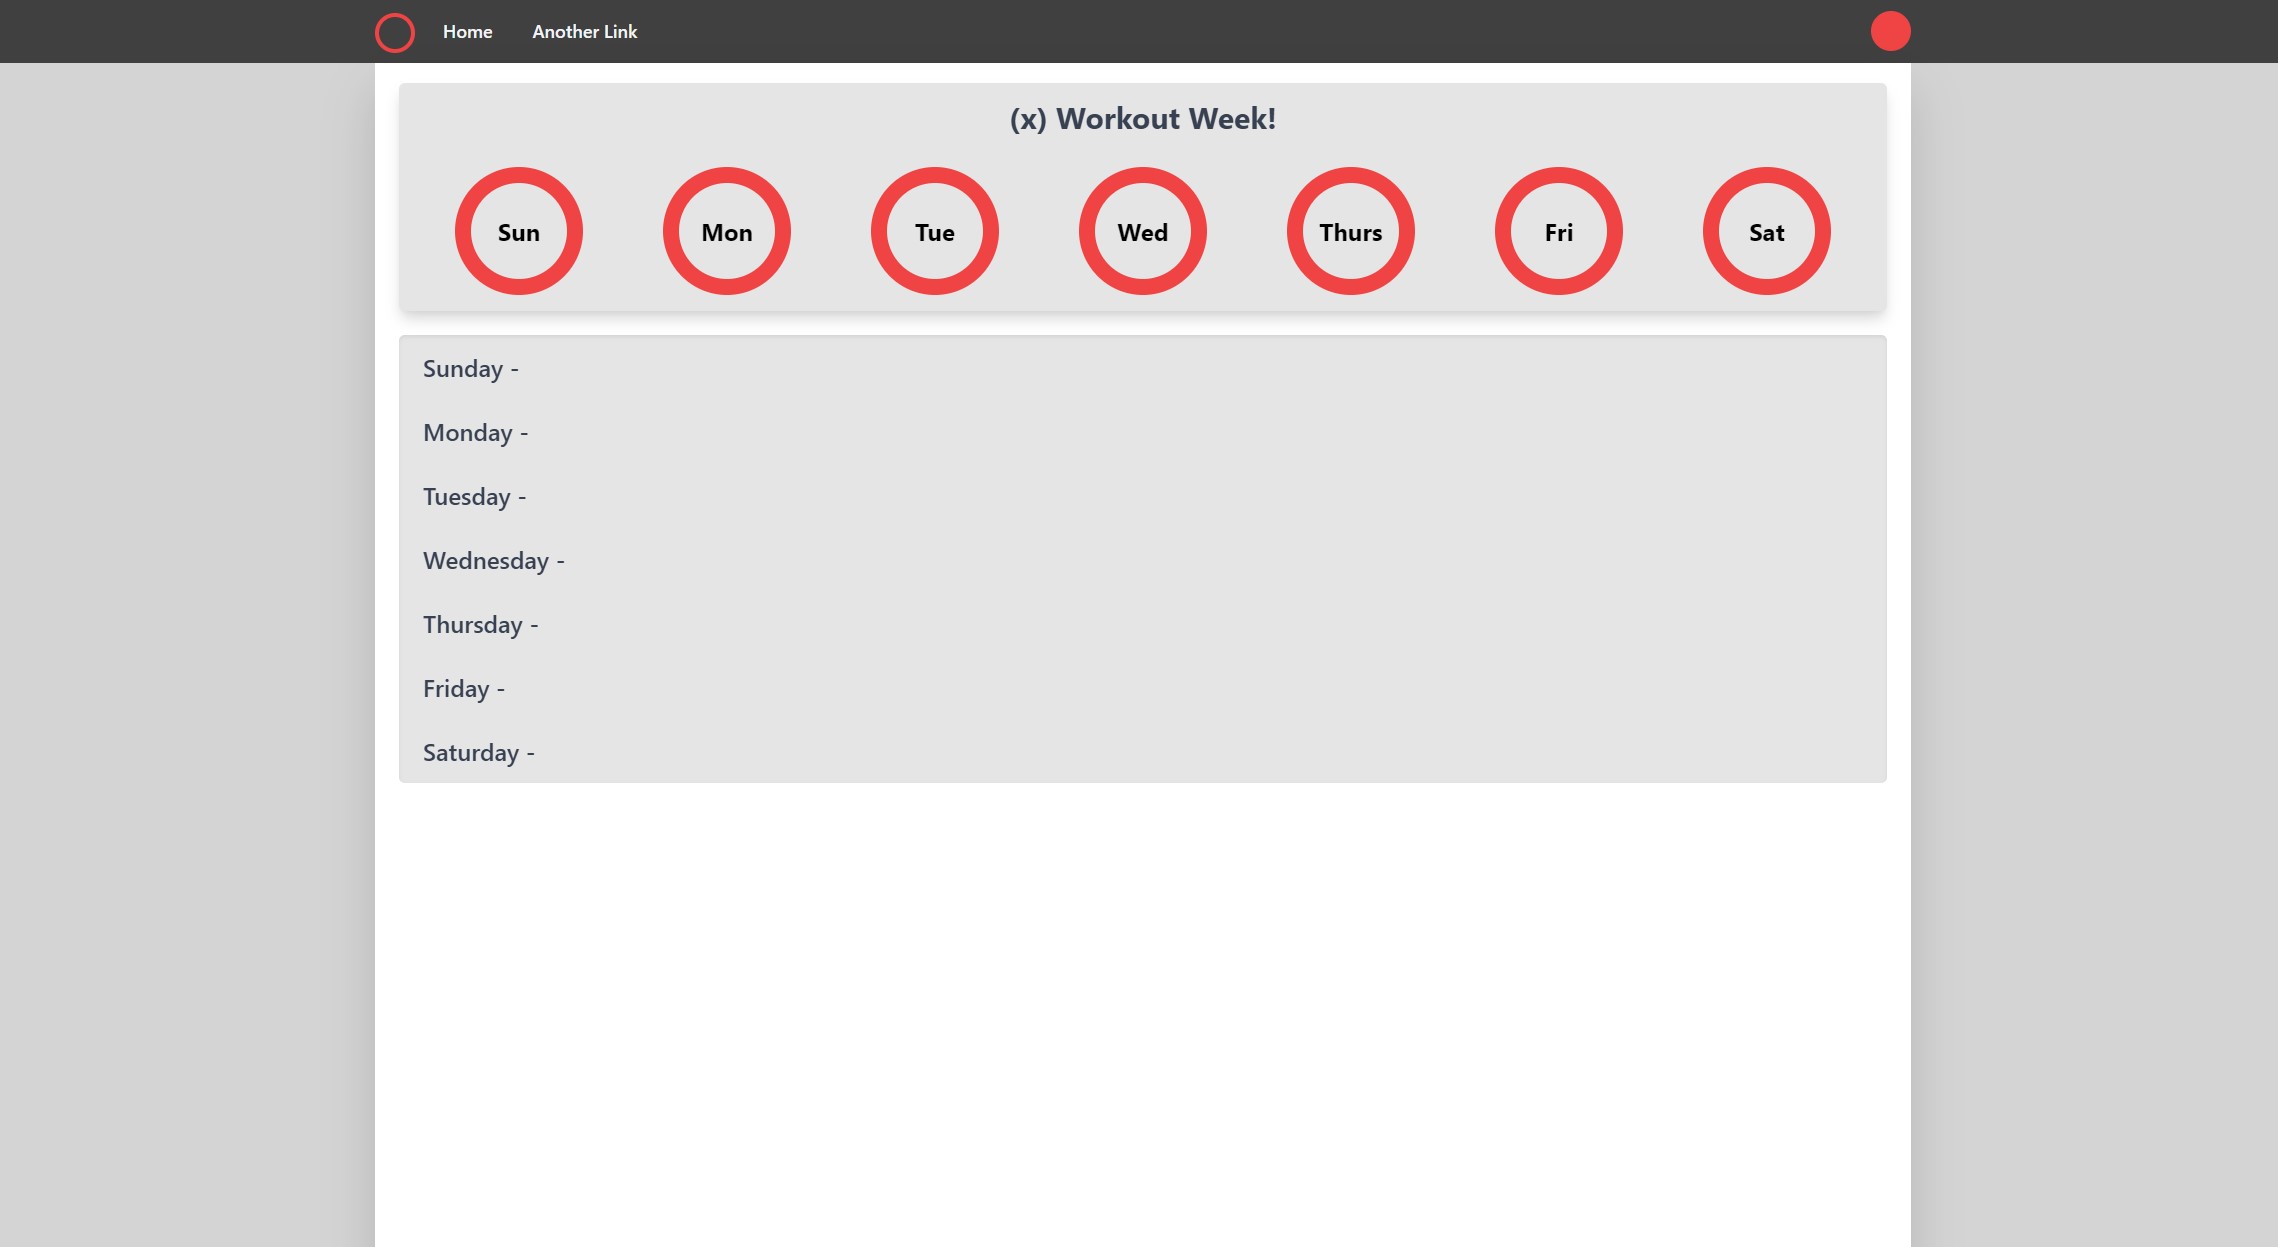 Home Another Link
(x) Workout Week!
Sun Mon Tue Wed Thurs Fri Sat
Sunday -
Monday -
Tuesday -
Wednesday -
Thursday -
Friday -
Saturday -